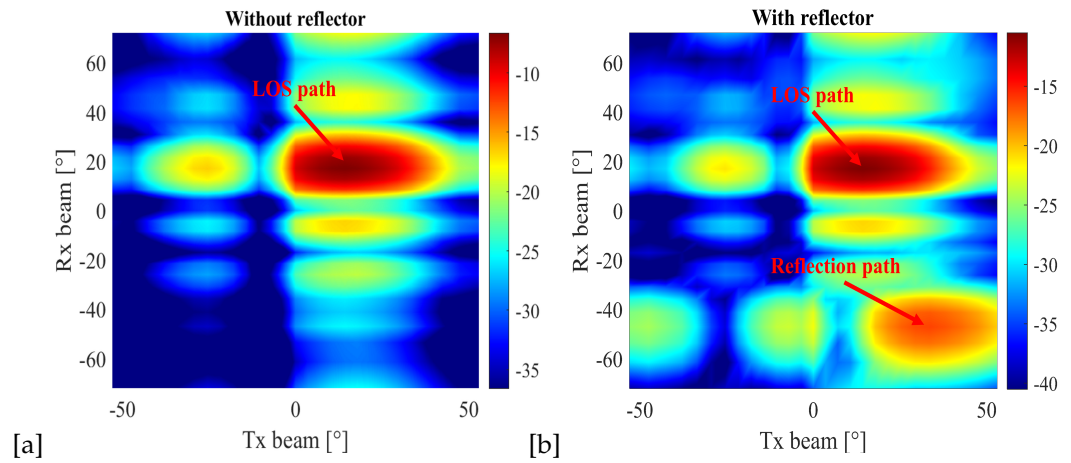 Without reflector
LOS path
Rx beam [°]
60
40
20
0
-20
-40
-60
-50
0
50
Tx beam [°]
-10
-15
-20
-25
-30
-35
[a]
With reflector
LOS path
Reflection path
Rx beam [°]
60
40
20
0
-20
-40
-60
-50
0
50
Tx beam [°]
-15
-20
-25
-30
-35
-40
[b]